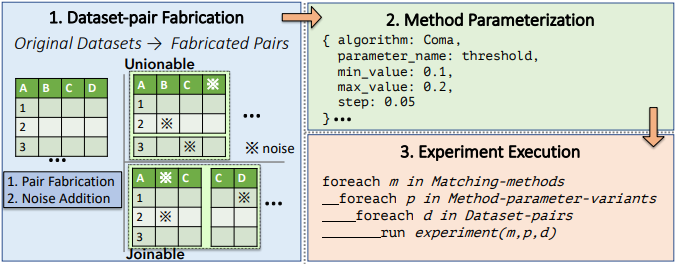 1. Dataset-pair Fabrication
Original Datasets → Fabricated Pairs
Unionable
A B C D
1
2
3
...
A B C ※
1
2 ※
3 ※
...
※ noise
1. Pair Fabrication
2. Noise Addition
A ※ C
1
2 ※
3
C D
※
...
Joinable
2. Method Parameterization
{ algorithm: Coma,
parameter_name: threshold,
min_value: 0.1,
max_value: 0.2,
step: 0.05
} ...
3. Experiment Execution
foreach m in Matching-methods
__foreach p in Method-parameter-variants
____foreach d in Dataset-pairs
_______run experiment(m,p,d)